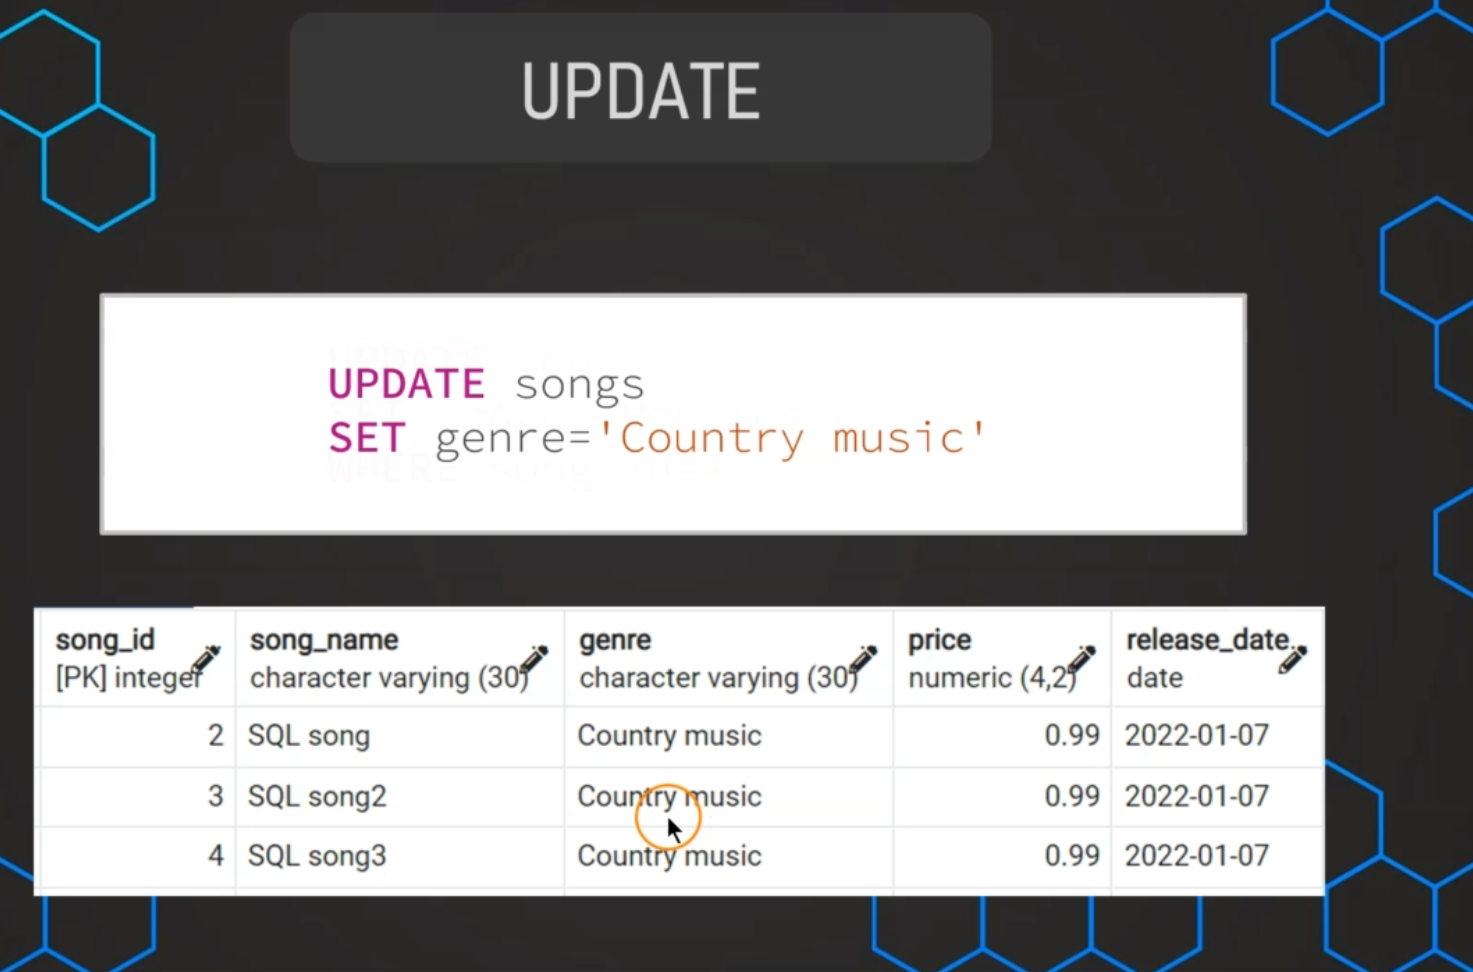 UPDATE
UPDATE songs
SET genre='Country music'
song_id song_name genre price release_date
[PK] integer character varying (30) character varying (30) numeric (4,2) date
2 SQL song Country music 0.99 2022-01-07
3 SQL song2 Country music 0.99 2022-01-07
4 SQL song3 Country music 0.99 2022-01-07